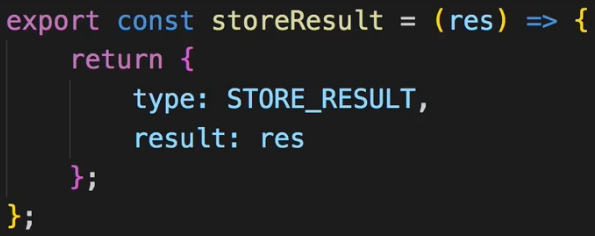 export const storeResult = (res) => {
    return {
        type: STORE_RESULT,
        result: res
    };
};